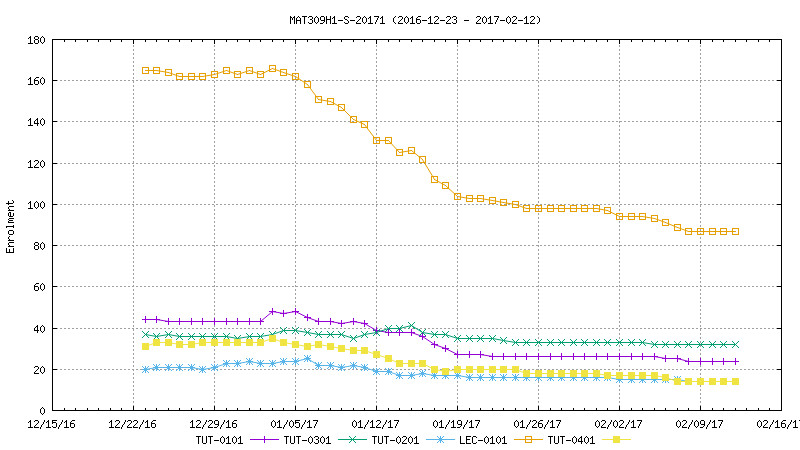 MAT309H1-S-20171 (2016-12-23 - 2017-02-12)
180
160
140
120
100
80
60
40
20
0
Enrolment
12/15/16 12/22/16 12/29/16 01/05/17 01/12/17 01/19/17 01/26/17 02/02/17 02/09/17 02/16/17
TUT-0101 TUT-0301 TUT-0201 LEC-0101 TUT-0401